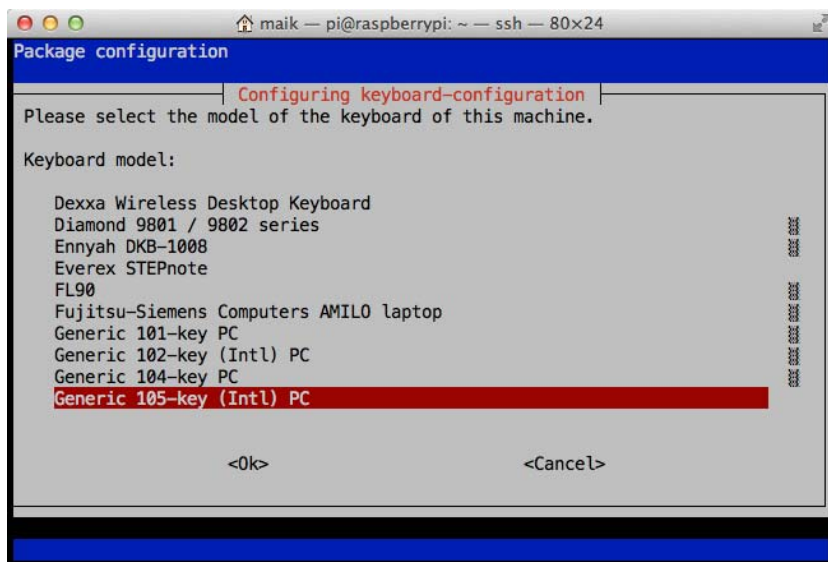 maik — pi@raspberrypi: ~ — ssh — 80×24
Package configuration
Configuring keyboard-configuration
Please select the model of the keyboard of this machine.
Keyboard model:
Dexxa Wireless Desktop Keyboard
Diamond 9801 / 9802 series
Ennyah DKB-1008
Everex STEPnote
FL90
Fujitsu-Siemens Computers AMILO laptop
Generic 101-key PC
Generic 102-key (Intl) PC
Generic 104-key PC
Generic 105-key (Intl) PC
<Ok> <Cancel>